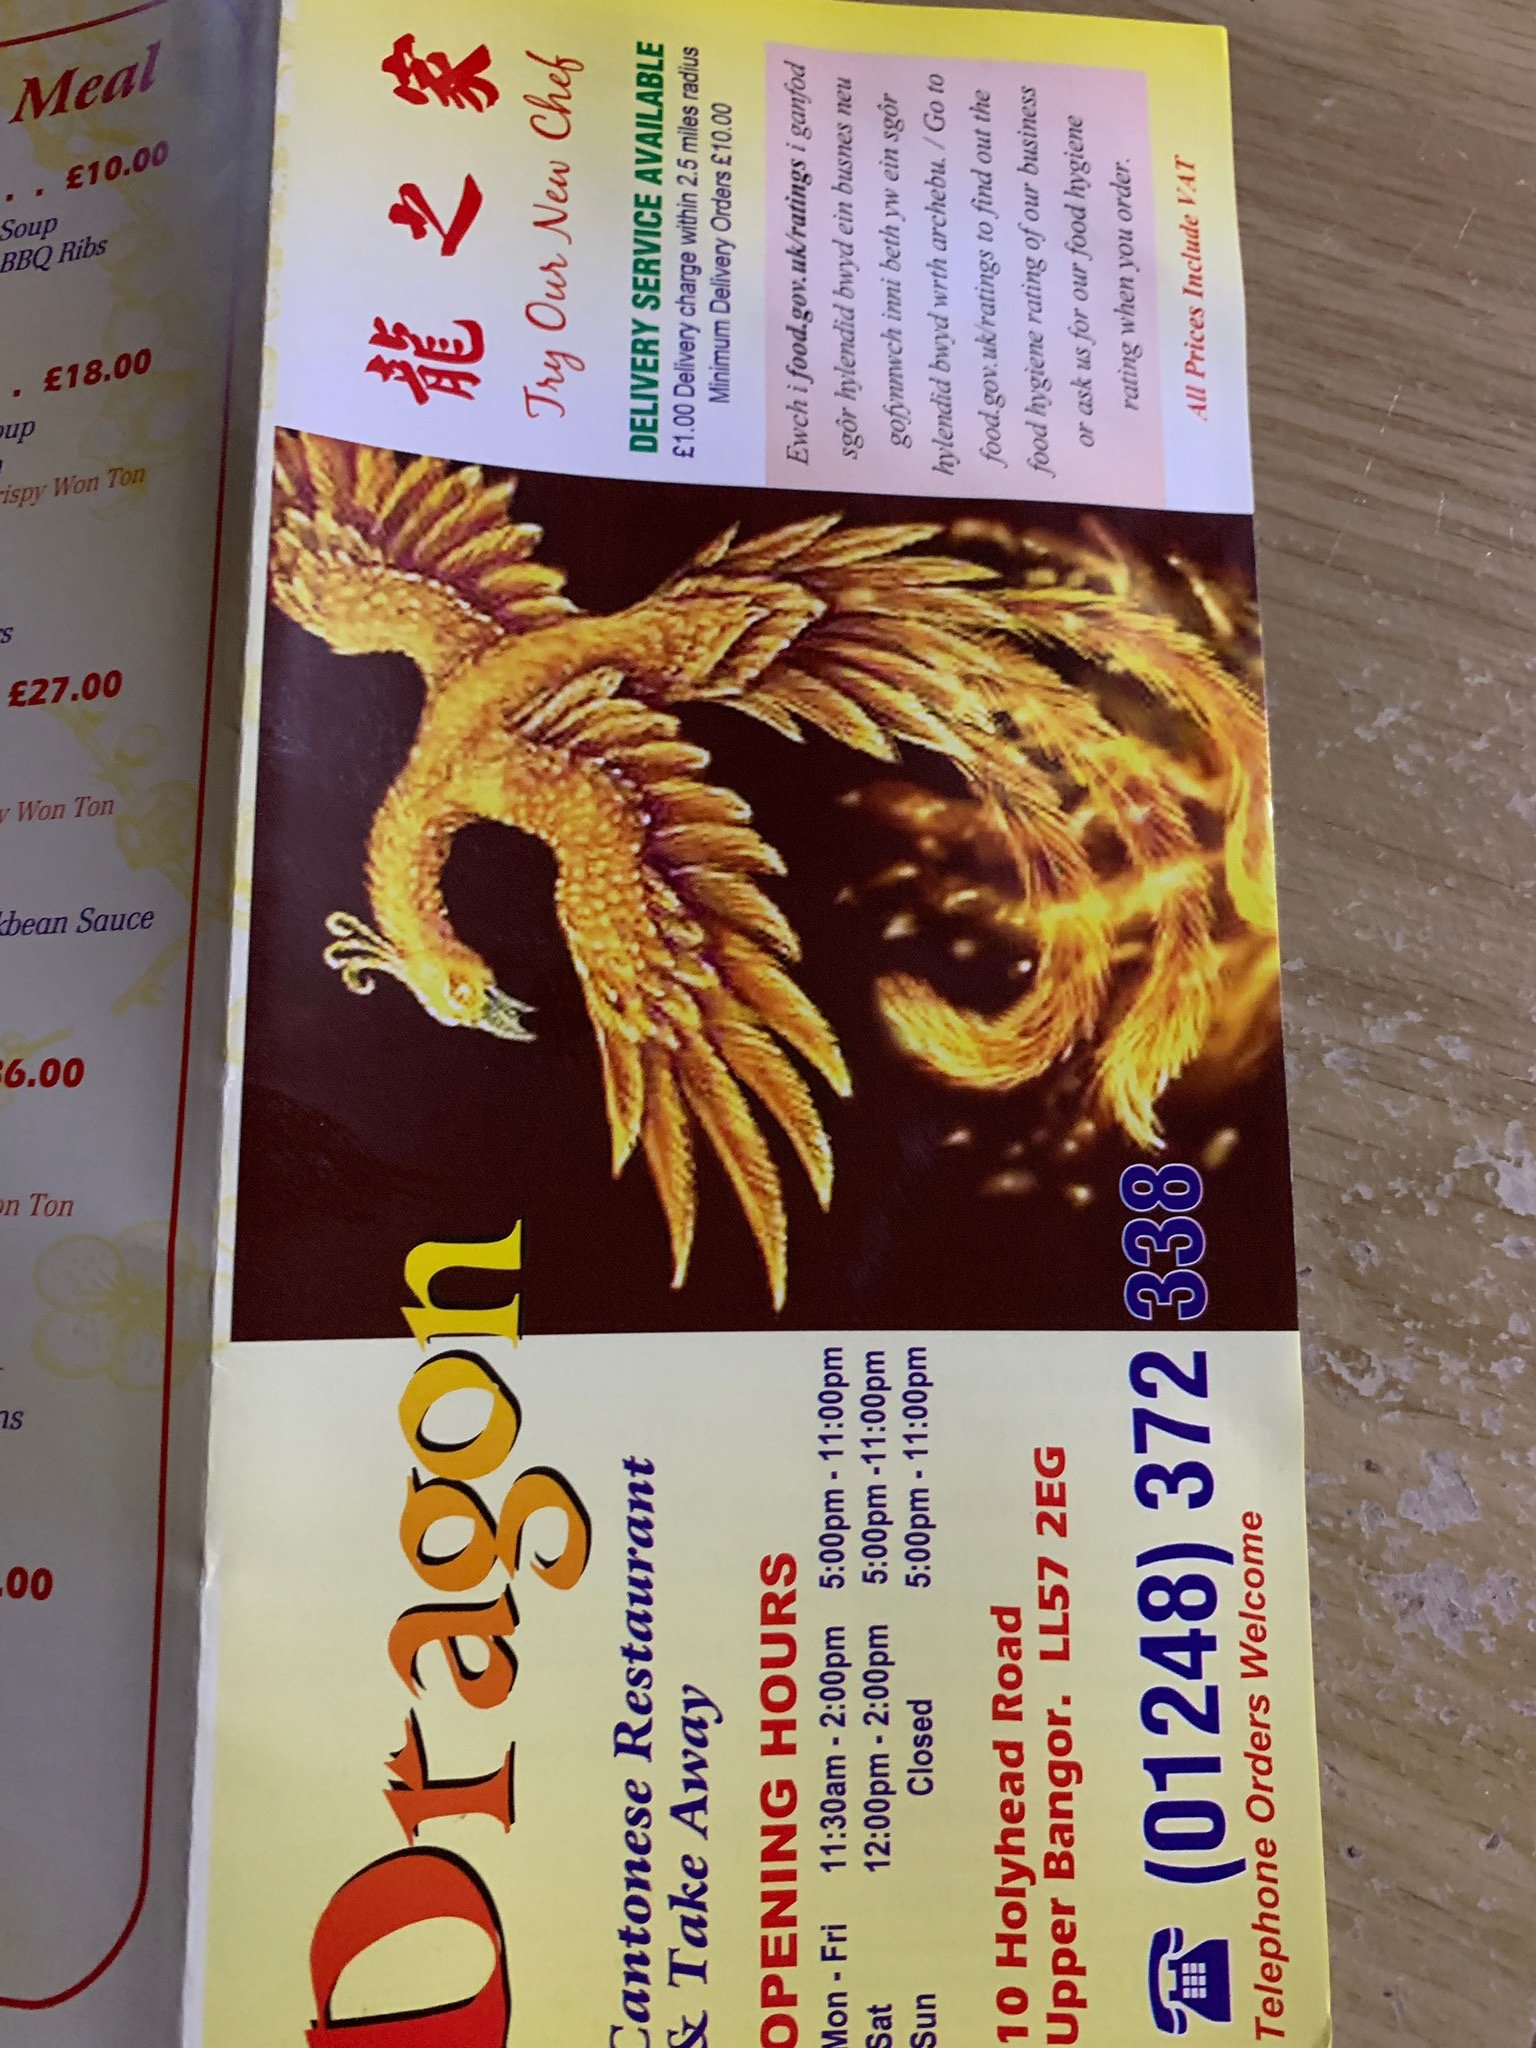 Meal
. . £10.00
Soup
BBQ Ribs
. £18.00
Won Ton
£27.00
Won Ton
Sauce
6.00
Ton
.00
Dragon
龍之家
Try Our New Chef
Cantonese Restaurant
& Take Away
DELIVERY SERVICE AVAILABLE
£1.00 Delivery charge within 2.5 miles radius
Minimum Delivery Orders £10.00
OPENING HOURS
Mon - Fri 11:30am - 2:00pm 5:00pm - 11:00pm
Sat 12:00pm - 2:00pm 5:00pm -11:00pm
Sun Closed 5:00pm - 11:00pm
Ewch i food.gov.uk/ratings i ganfod
sgôr hylendid bwyd ein busnes neu
gofynnwch inni beth yw ein sgôr
hylendid bwyd wrth archebu. / Go to
food.gov.uk/ratings to find out the
food hygiene rating of our business
or ask us for our food hygiene
rating when you order.
10 Holyhead Road
Upper Bangor. LL57 2EG
(01248) 372 338
Telephone Orders Welcome
All Prices Include VAT